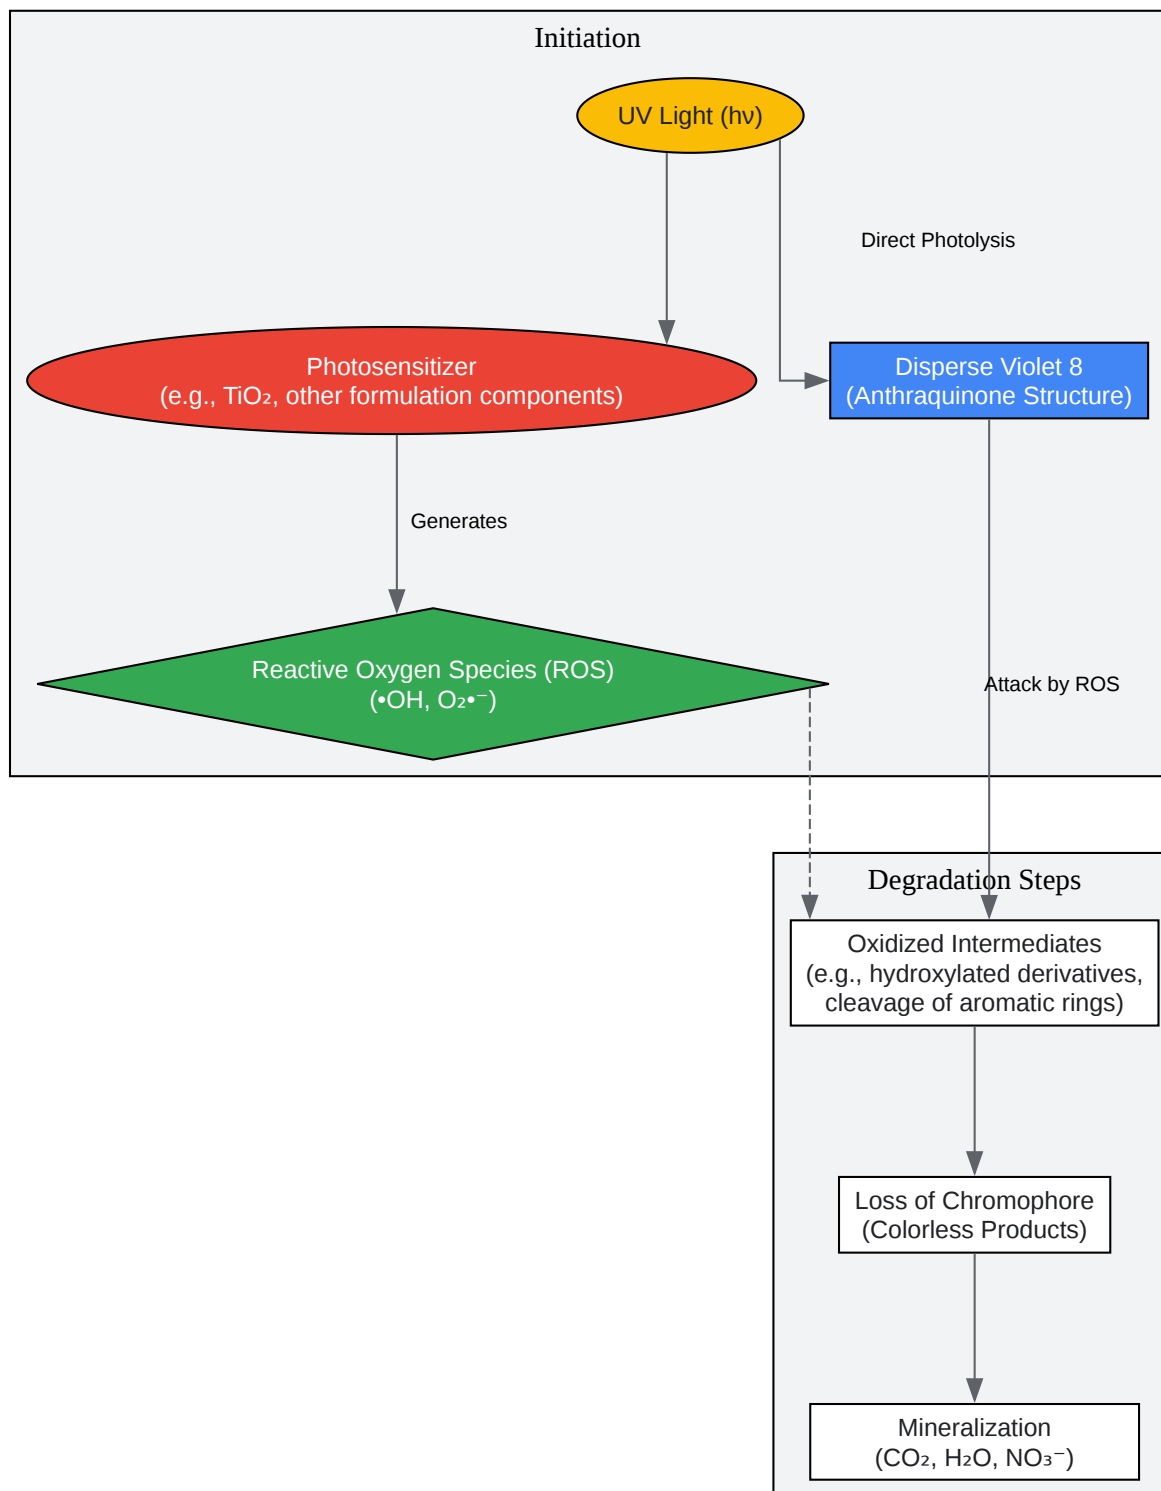 Initiation
UV Light (hν)
Direct Photolysis
Photosensitizer
(e.g., TiO₂, other formulation components)
Disperse Violet 8
(Anthraquinone Structure)
Generates
Reactive Oxygen Species (ROS)
(•OH, O₂•⁻)
Attack by ROS
Degradation Steps
Oxidized Intermediates
(e.g., hydroxylated derivatives,
cleavage of aromatic rings)
Loss of Chromophore
(Colorless Products)
Mineralization
(CO₂, H₂O, NO₃⁻)